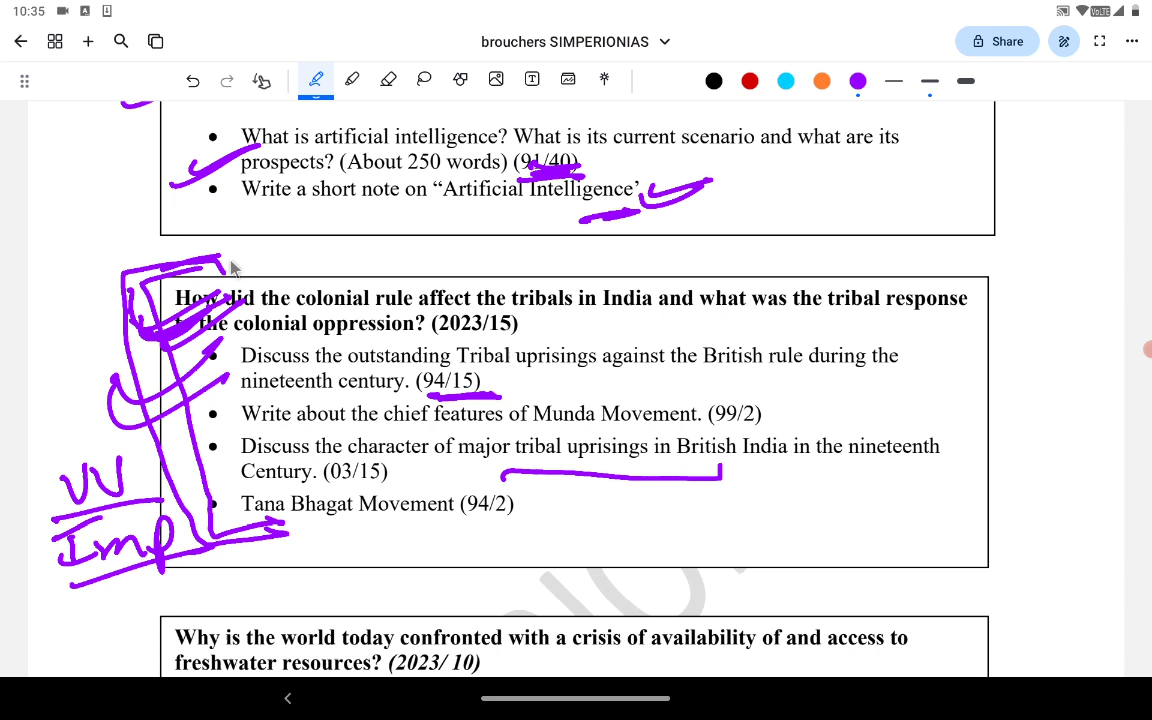 10:35
VoLTE
brouchers SIMPERIONIAS
Share
• What is artificial intelligence? What is its current scenario and what are its
prospects? (About 250 words) (91/40)
• Write a short note on “Artificial Intelligence’
How did the colonial rule affect the tribals in India and what was the tribal response
the colonial oppression? (2023/15)
• Discuss the outstanding Tribal uprisings against the British rule during the
nineteenth century. (94/15)
• Write about the chief features of Munda Movement. (99/2)
• Discuss the character of major tribal uprisings in British India in the nineteenth
Century. (03/15)
• Tana Bhagat Movement (94/2)
VV
Imp
Why is the world today confronted with a crisis of availability of and access to
freshwater resources? (2023/ 10)